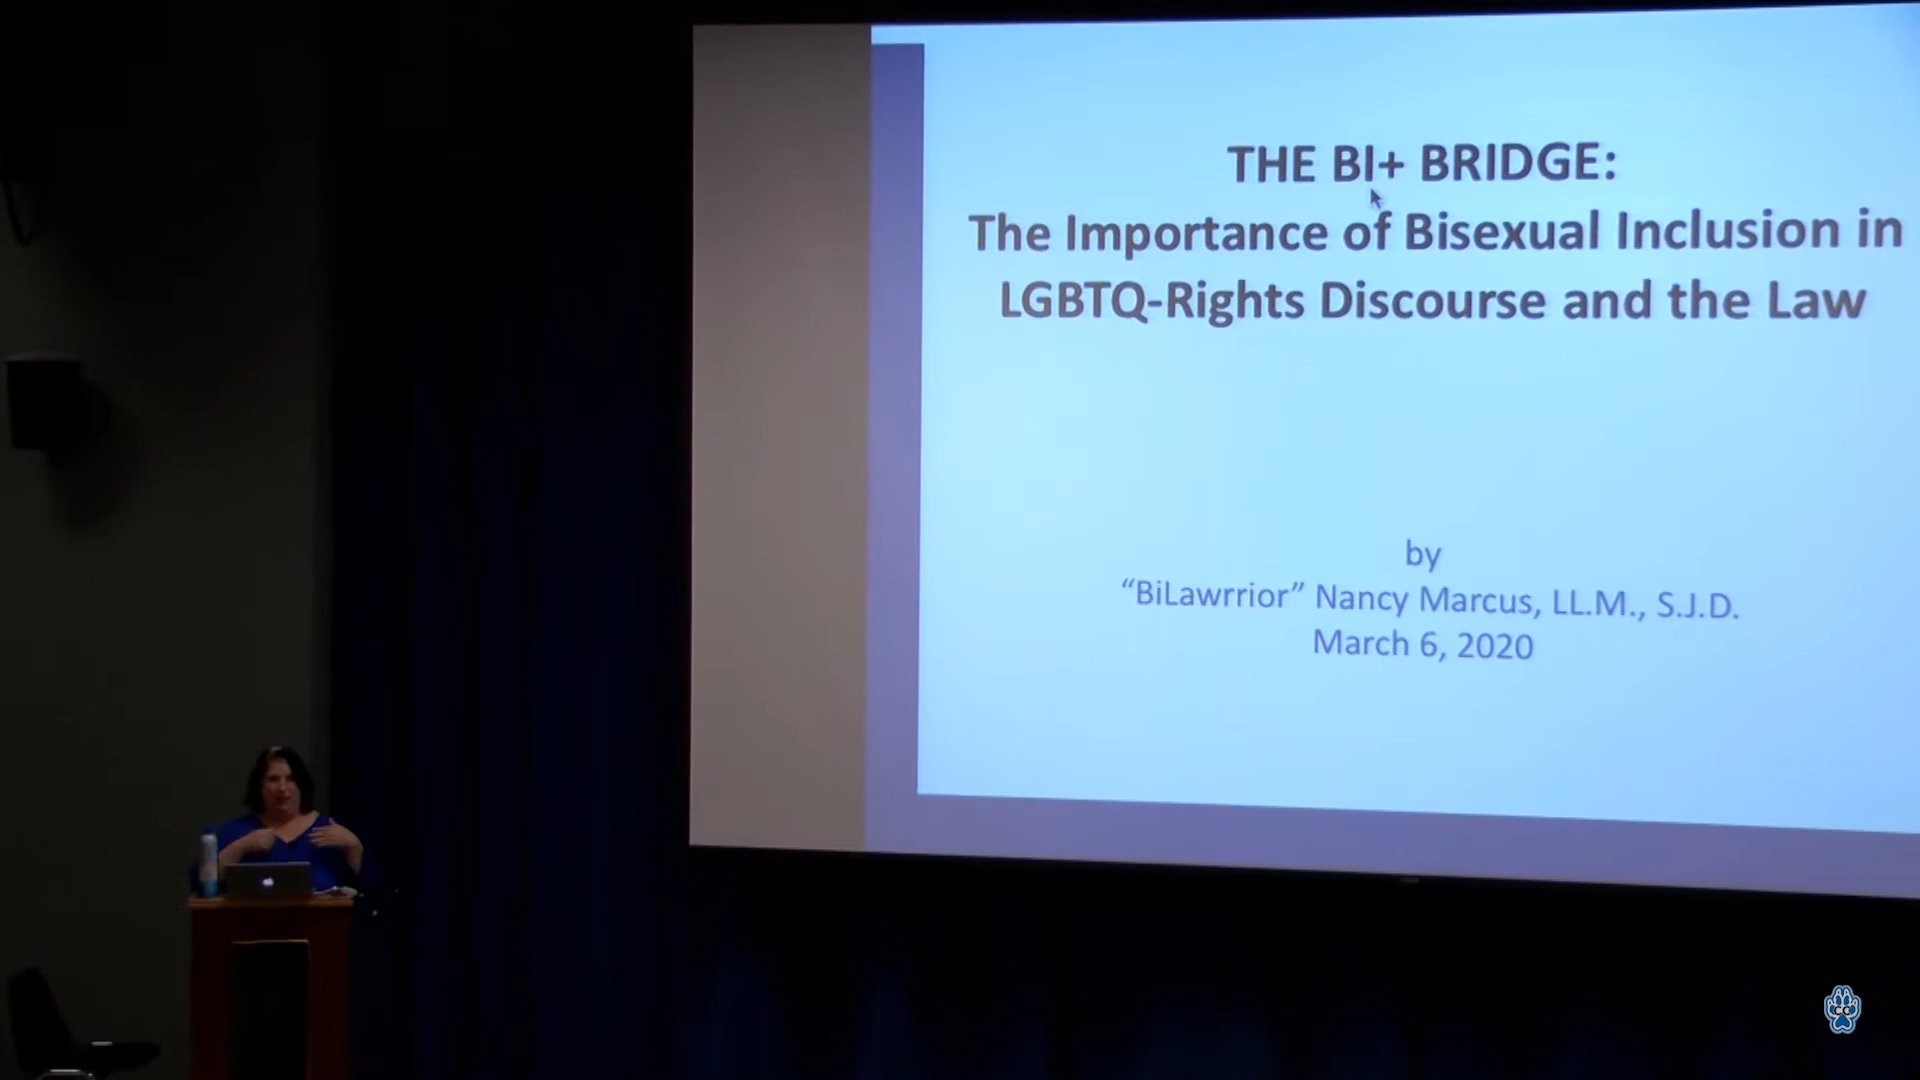 THE BI+ BRIDGE:
The Importance of Bisexual Inclusion in
LGBTQ-Rights Discourse and the Law
by
“BiLawrrior” Nancy Marcus, LL.M., S.J.D.
March 6, 2020
CC